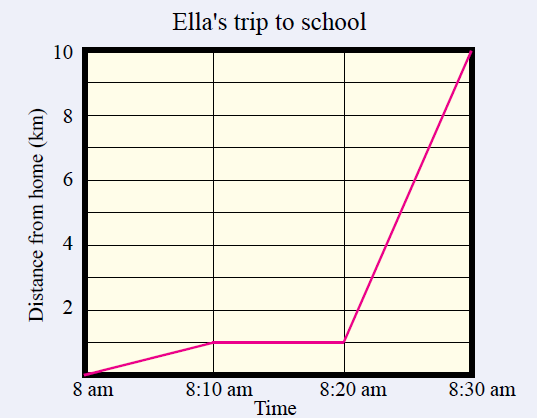 Ella's trip to school
10
8
6
4
2
Distance from home (km)
8 am 8:10 am 8:20 am 8:30 am
Time